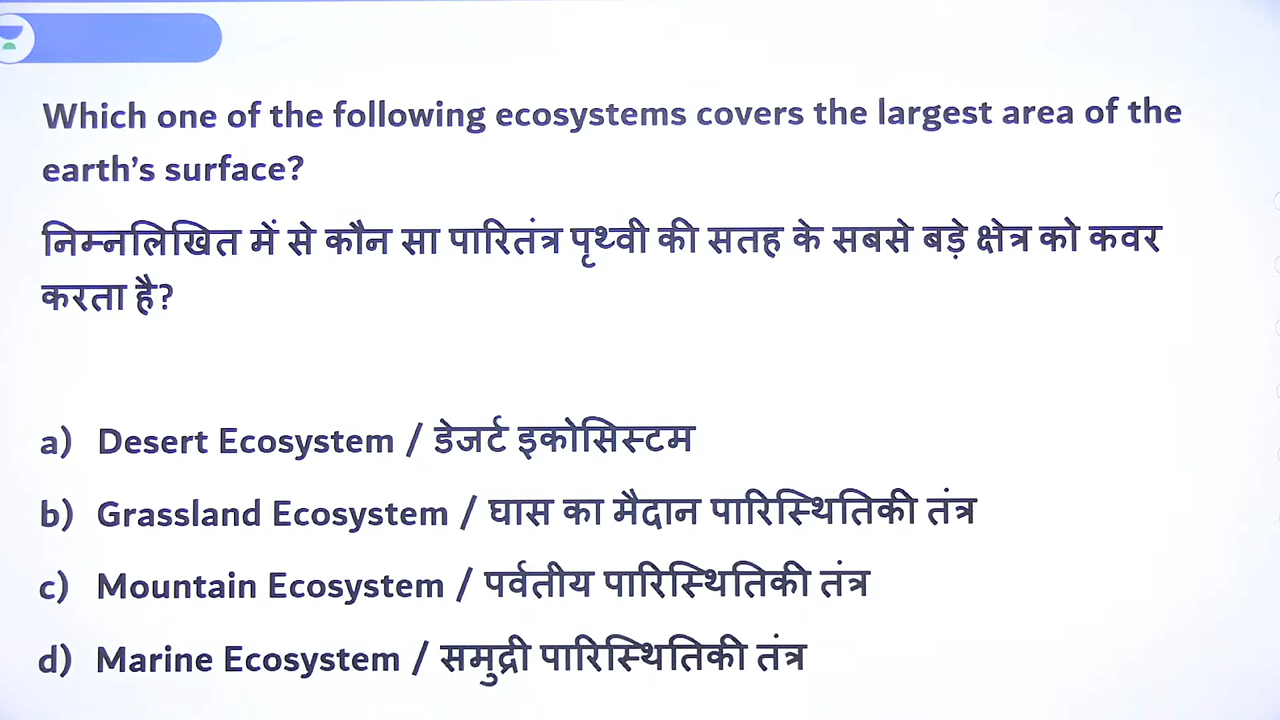 Which one of the following ecosystems covers the largest area of the
earth's surface?
निम्नलिखित में से कौन सा पारितंत्र पृथ्वी की सतह के सबसे बड़े क्षेत्र को कवर
करता है?
a) Desert Ecosystem / डेजर्ट इकोसिस्टम
b) Grassland Ecosystem / घास का मैदान पारिस्थितिकी तंत्र
c) Mountain Ecosystem / पर्वतीय पारिस्थितिकी तंत्र
d) Marine Ecosystem / समुद्री पारिस्थितिकी तंत्र